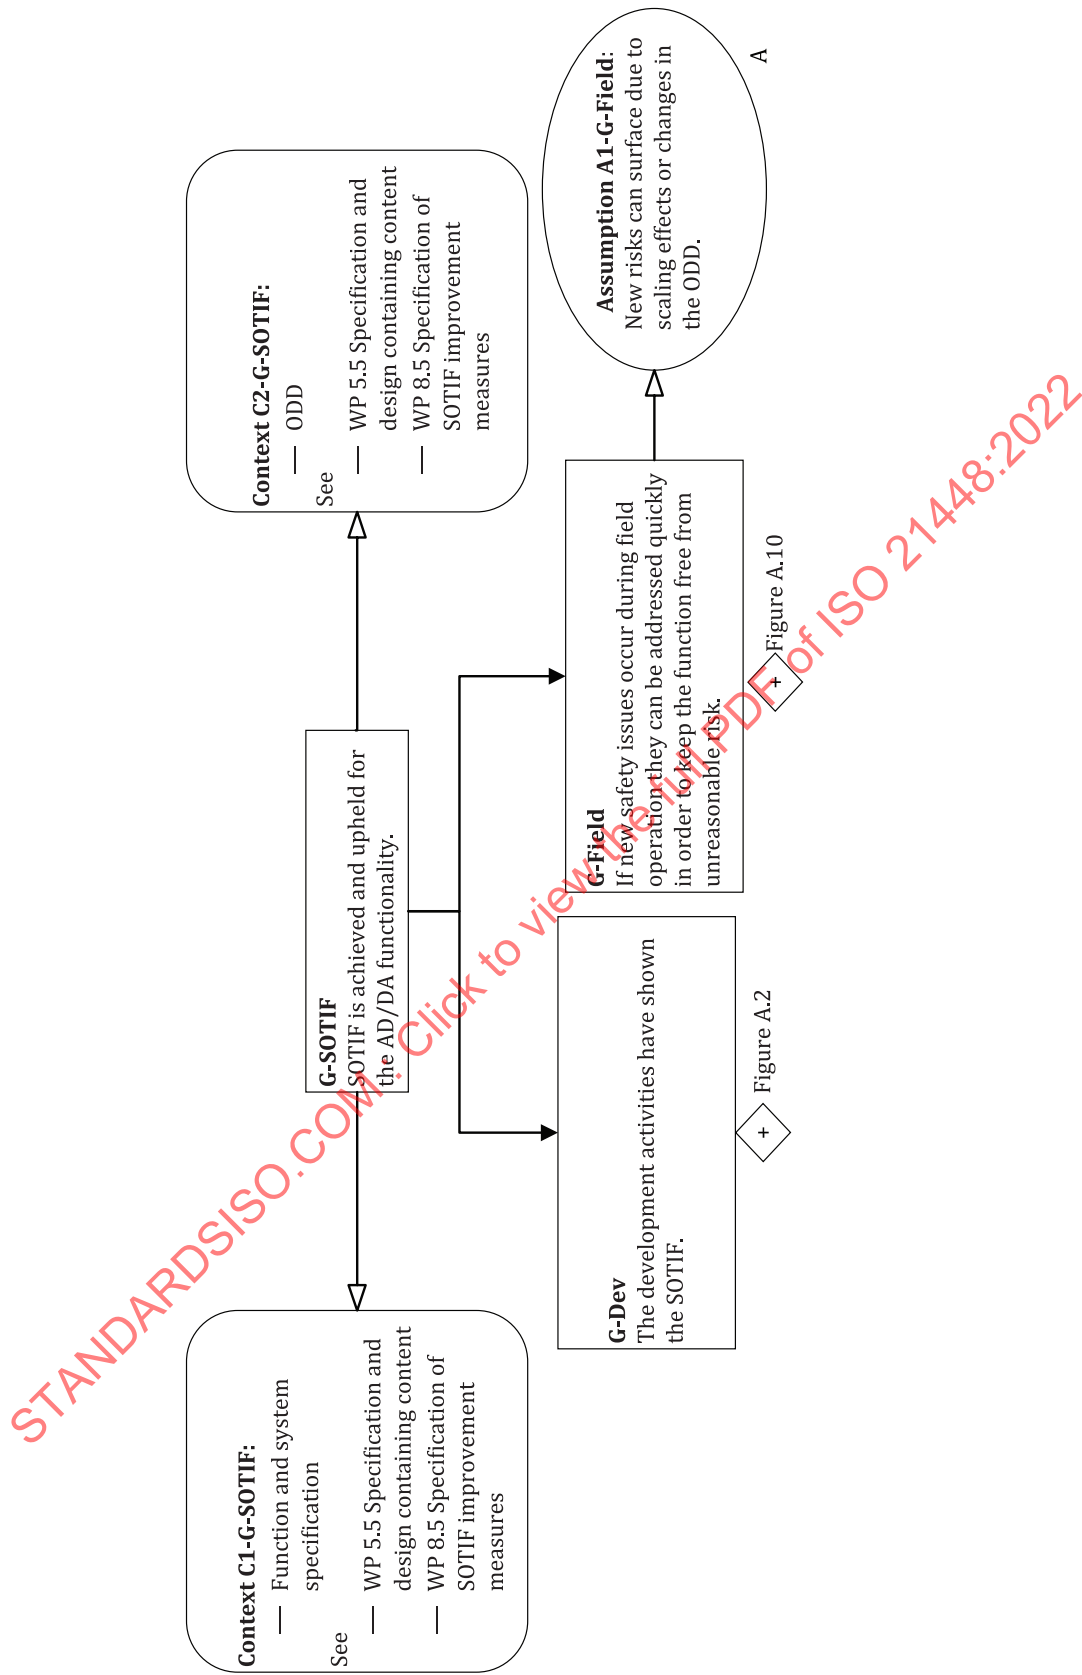 Context C1-G-SOTIF:
— Function and system
specification
See
— WP 5.5 Specification and
design containing content
— WP 8.5 Specification of
SOTIF improvement
measures
G-SOTIF
SOTIF is achieved and upheld for
the AD/DA functionality.
Context C2-G-SOTIF:
— ODD
See
— WP 5.5 Specification and
design containing content
— WP 8.5 Specification of
SOTIF improvement
measures
G-Dev
The development activities have shown
the SOTIF.
+
Figure A.2
G-Field
If new safety issues occur during field
operation they can be addressed quickly
in order to keep the function free from
unreasonable risk.
+
Figure A.10
Assumption A1-G-Field:
New risks can surface due to
scaling effects or changes in
the ODD.
A
STANDARDSISO.COM : Click to view the full PDF of ISO 21448:2022